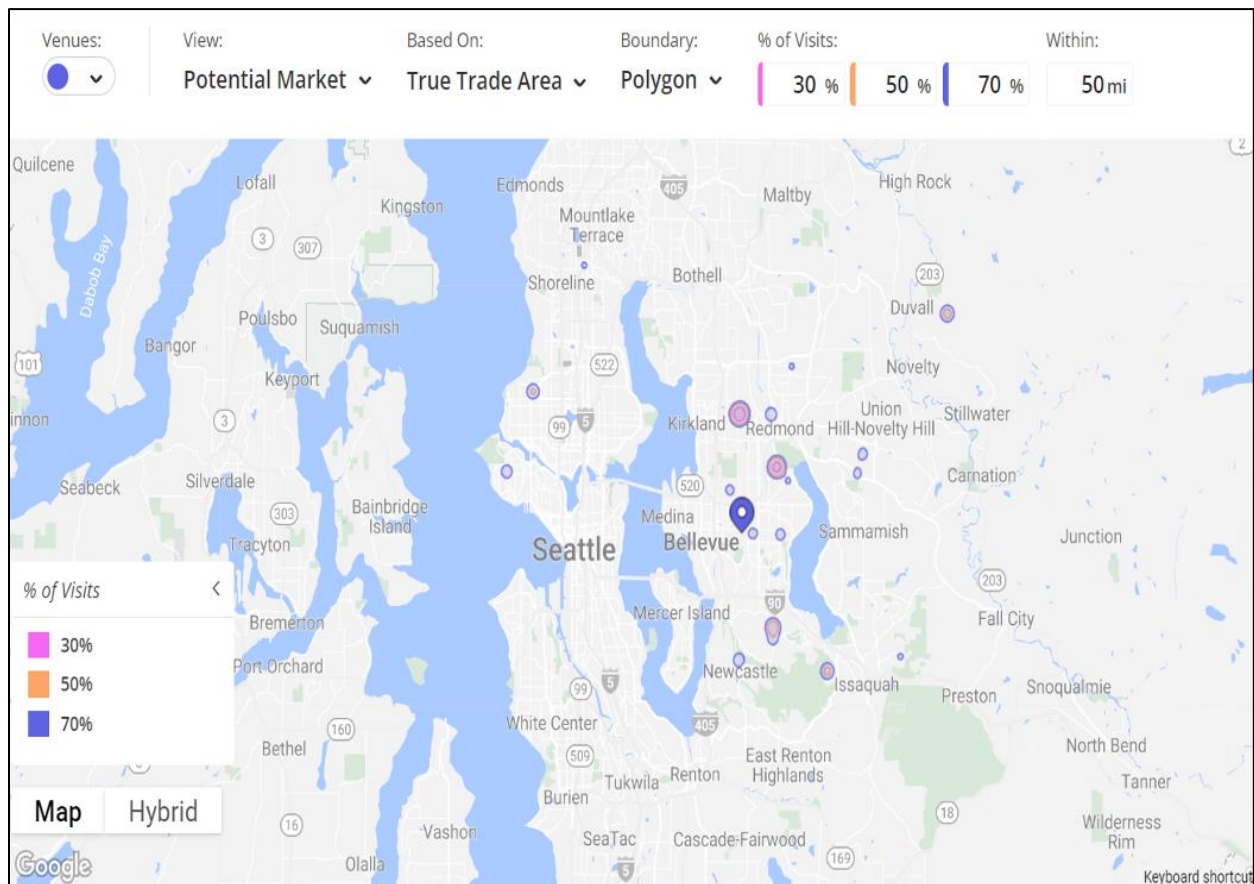 Venues:
View:
Based On:
Boundary:
% of Visits:
Within:
Potential Market
True Trade Area
Polygon
30 %
50 %
70 %
50 mi
2
Quilcene
Lofall
Kingston
Edmonds
405
Maltby
High Rock
Mountlake
Terrace
3
307
Dabob Bay
Shoreline
Bothell
203
Duvall
Poulsbo
Suquamish
Bangor
101
Keyport
522
Novelty
innon
3
99
5
Kirkland
Redmond
Union
Hill-Novelty Hill
Stillwater
Seabeck
Silverdale
Bainbridge
Island
520
Carnation
303
Tracyton
Medina
Bellevue
Sammamish
Junction
Seattle
% of Visits
30%
50%
70%
Bremerton
Port Orchard
Mercer Island
90
203
Fall City
Newcastle
Issaquah
Preston
Snoqualmie
99
5
White Center
405
160
Bethel
509
East Renton
Highlands
North Bend
Tukwila
Renton
Tanner
Burien
Map
Hybrid
16
Vashon
SeaTac
Cascade-Fairwood
18
Wilderness
Rim
Olalla
5
169
Google
Keyboard shortcut